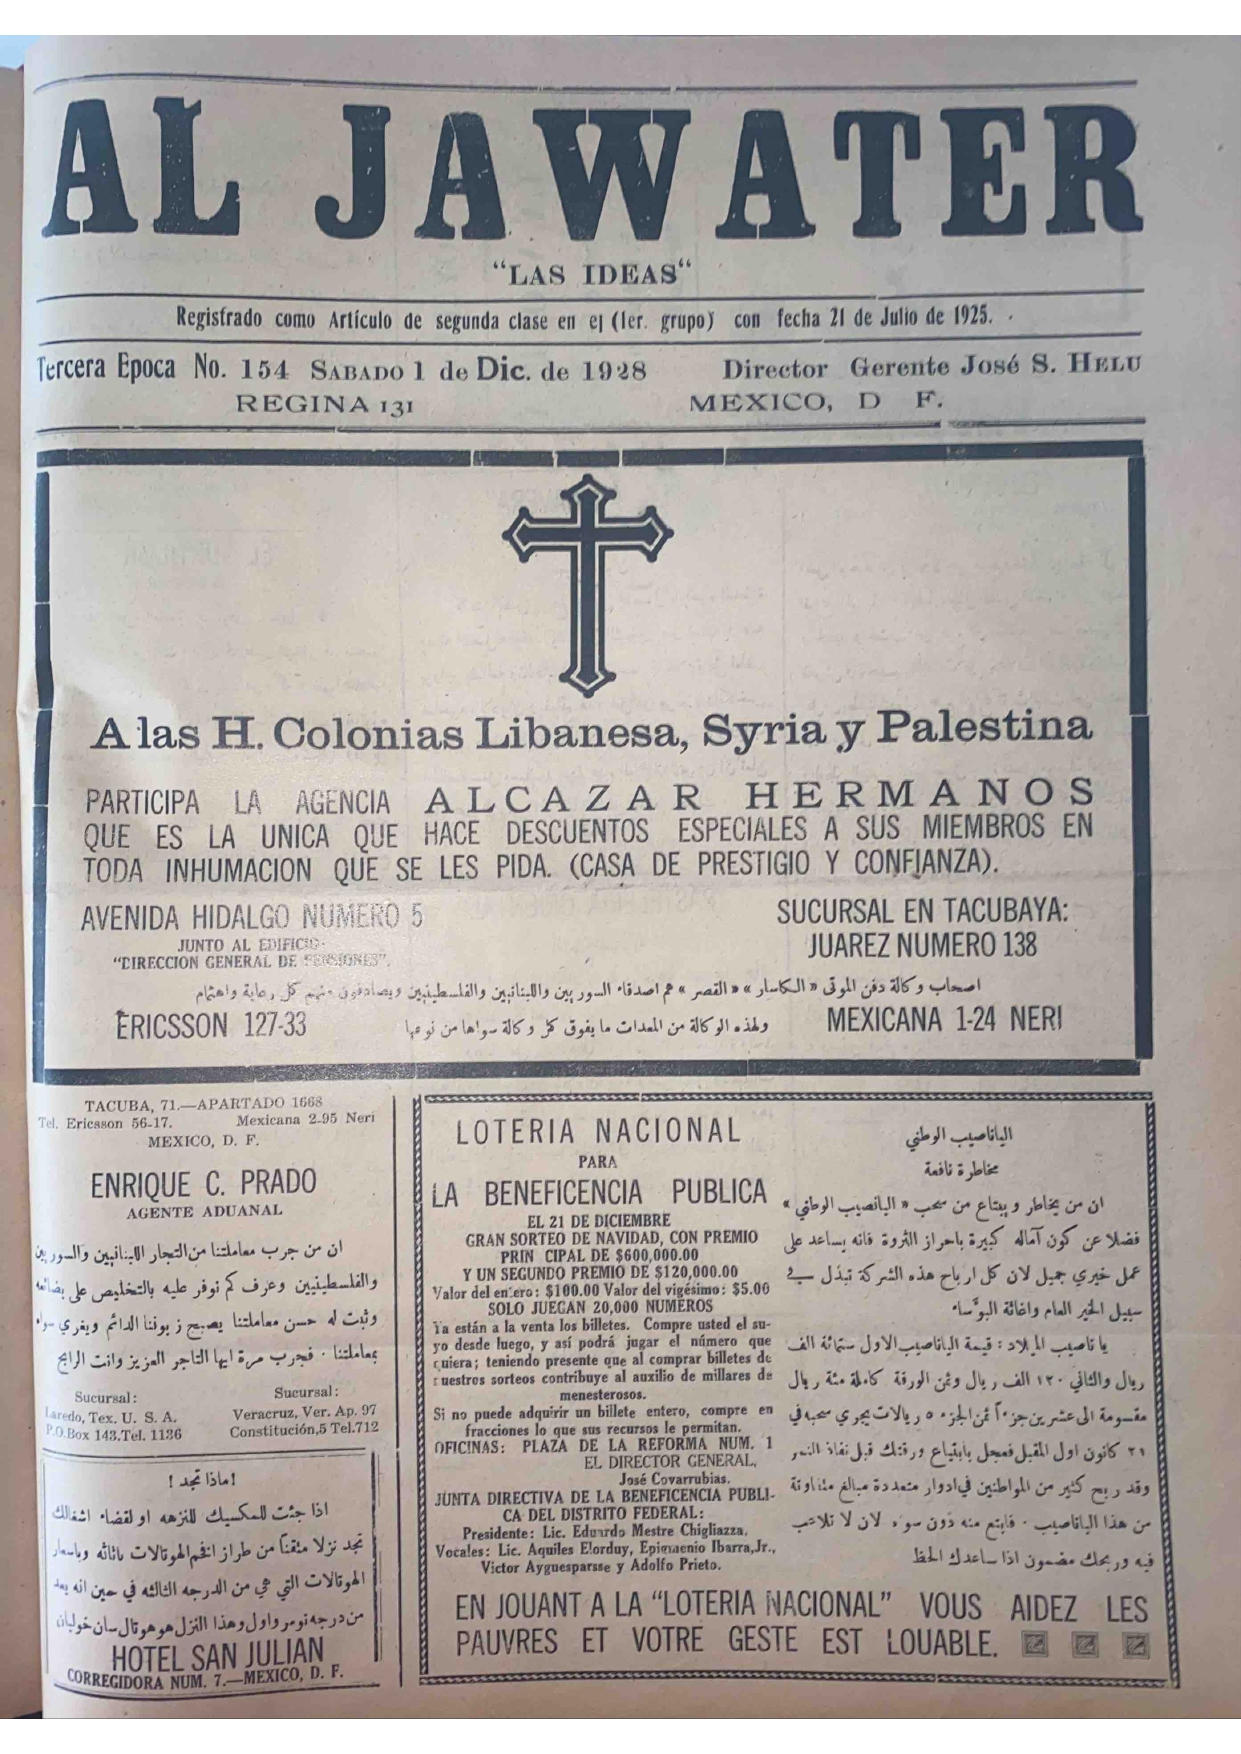 AL JAWATER
“LAS IDEAS“
Registrado como Artículo de segunda clase en el (1er. grupo) con fecha 21 de Julio de 1925.
Tercera Epoca No. 154 SABADO 1 de Dic. de 1928
Director Gerente José S. HELU
REGINA 131
MEXICO, D F.
A las H. Colonias Libanesa, Syria y Palestina
PARTICIPA LA AGENCIA ALCAZAR HERMANOS
QUE ES LA UNICA QUE HACE DESCUENTOS ESPECIALES A SUS MIEMBROS EN
TODA INHUMACION QUE SE LES PIDA. (CASA DE PRESTIGIO Y CONFIANZA).
AVENIDA HIDALGO NUMERO 5
JUNTO AL EDIFICIO
“DIRECCION GENERAL DE PENSIONES”.
SUCURSAL EN TACUBAYA:
JUAREZ NUMERO 138
اصحاب وكالة دفن الموتى « الكاسار » « القصر » هم اصدقاء السوريين واللبنانيين والفلسطينيين ويصادفون منهم كل رعاية واهتمام
ERICSSON 127-33
ولهذه الوكالة من المعدات ما يفوق كل وكالة سواها من نوعها
MEXICANA 1-24 NERI
TACUBA, 71.—APARTADO 1668
Tel. Ericsson 56-17. Mexicana 2-95 Neri
MEXICO, D. F.
ENRIQUE C. PRADO
AGENTE ADUANAL
ان من جرب معاملتنا من التجار اللبنانيين والسوريين
والفلسطينيين وعرف كم نوفر عليه بالتخليص على بضائعه
وثبت له حسن معاملتنا يصبح زبوننا الدائم ويغري سواه
بمعاملتنا · فجرب مرة ايها التاجر العزيز وانت الرابح
Sucursal:
Laredo, Tex. U. S. A.
P.O.Box 143.Tel. 1136
Sucursal:
Veracruz, Ver. Ap. 97
Constitución,5 Tel.712
اماذا تجد !
اذا جئت للمكسيك للنزهه او لقضاء اشغالك
تجد نزلا متقناً من طراز افخم الهوتالات باثاثه وباسعار
الهوتالات التي هي من الدرجه الثالثه في حين انه يعد
من درجه نومرو اول وهذا النزل هو هوتال سان خوليان
HOTEL SAN JULIAN
CORREGIDORA NUM. 7.—MEXICO, D. F.
LOTERIA NACIONAL
PARA
LA BENEFICENCIA PUBLICA
EL 21 DE DICIEMBRE
GRAN SORTEO DE NAVIDAD, CON PREMIO
PRIN CIPAL DE $600,000.00
Y UN SEGUNDO PREMIO DE $120,000.00
Valor del entero: $100.00 Valor del vigésimo: $5.00
SOLO JUEGAN 20,000 NUMEROS
Ya están a la venta los billetes. Compre usted el su-
yo desde luego, y así podrá jugar el número que
quiera; teniendo presente que al comprar billetes de
nuestros sorteos contribuye al auxilio de millares de
menesterosos.
Si no puede adquirir un billete entero, compre en
fracciones lo que sus recursos le permitan.
OFICINAS: PLAZA DE LA REFORMA NUM. 1
EL DIRECTOR GENERAL,
José Covarrubias.
JUNTA DIRECTIVA DE LA BENEFICENCIA PUBLI-
CA DEL DISTRITO FEDERAL:
Presidente: Lic. Eduardo Mestre Chigliazza,
Vocales: Lic. Aquiles Elorduy, Epigmenio Ibarra,Jr.,
Victor Ayguesparsse y Adolfo Prieto.
الياناصيب الوطني
مخاطرة نافعة
ان من يخاطر ويبتاع من سحب « اليانصيب الوطني »
فضلا عن كون آماله كبيرة باحراز الثروة فانه يساعد على
عمل خيري جميل لان كل ارباح هذه الشركة تبذل في
سبيل الخير العام واغاثة البؤساء
ياناصيب الميلاد : قيمة الياناصيب الاول ستمائة الف
ريال والثاني ١٢٠ الف ريال وثمن الورقة كاملة مئة ريال
مقسومة الى عشرين جزءاً ثمن الجزء ٥ ريالات يجري سحبه في
٢١ كانون اول المقبل فعجل بابتياع ورقتك قبل نفاذ النمر
وقد ربح كثير من المواطنين في ادوار متعددة مبالغ متفاوتة
من هذا الياناصيب · فابتع منه دون سواه لان لا تلاعب
فيه وربحك مضمون اذا ساعدك الحظ
EN JOUANT A LA “LOTERIA NACIONAL” VOUS AIDEZ LES
PAUVRES ET VOTRE GESTE EST LOUABLE.